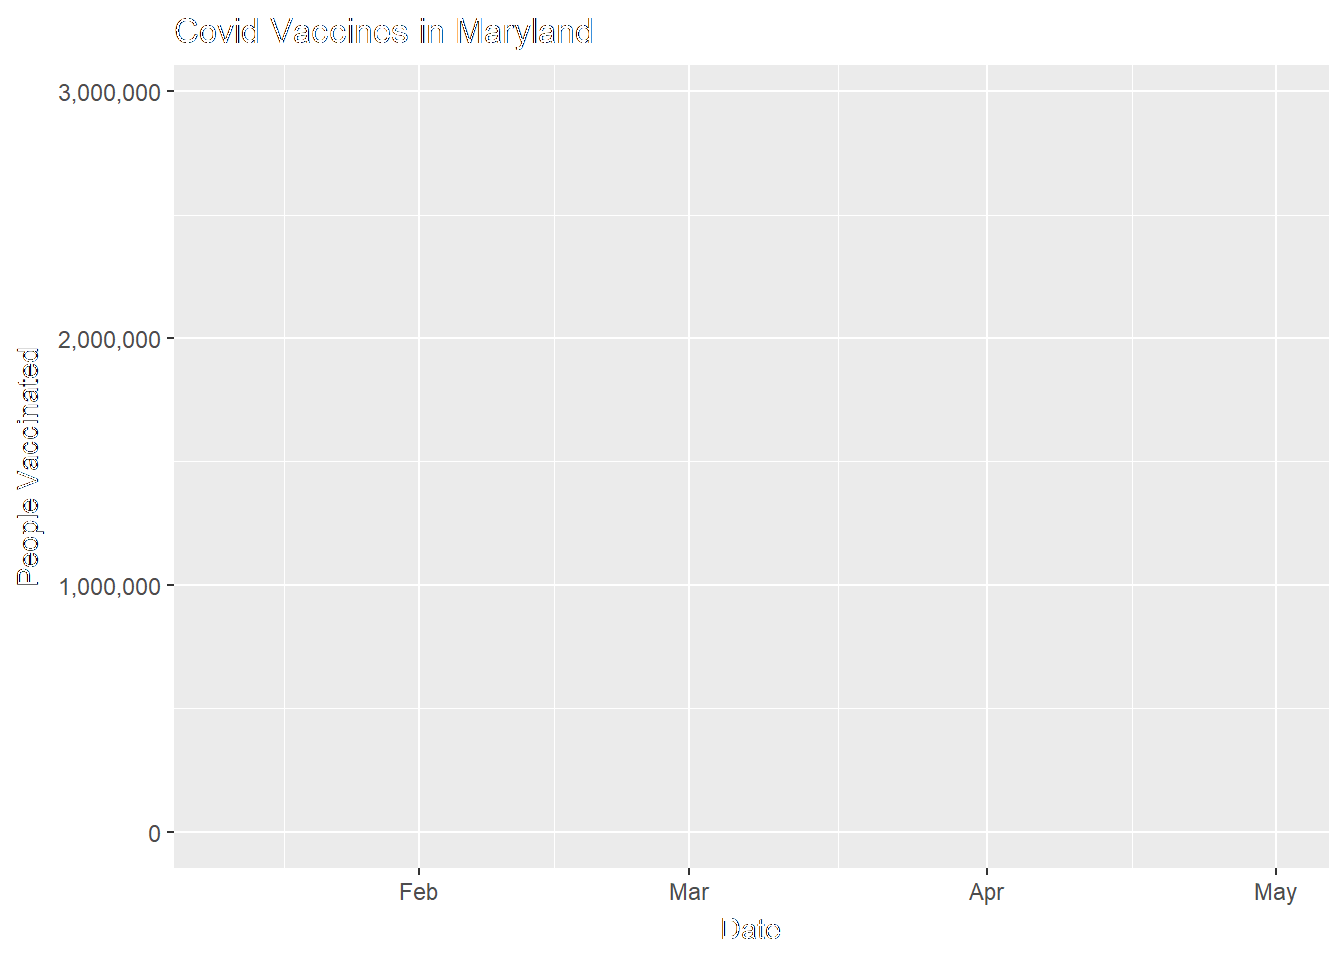 Covid Vaccines in Maryland
3,000,000
2,000,000
1,000,000
0
People Vaccinated
Feb Mar Apr May
Date